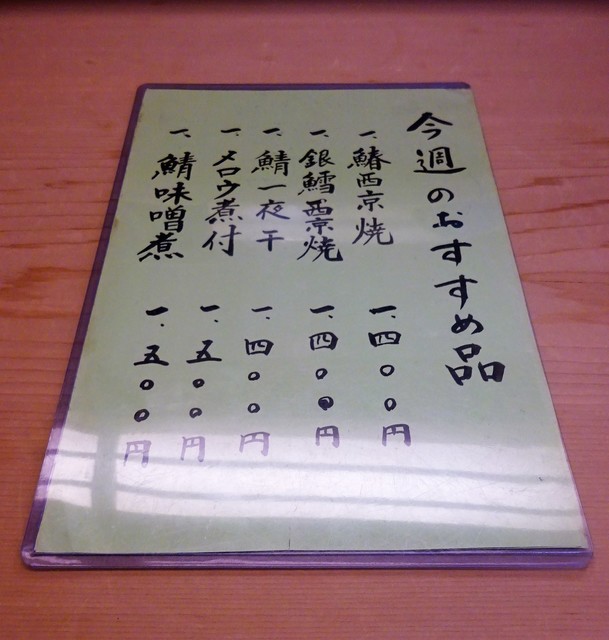 今週のおすすめ品
一、鰆西京焼 一、四〇〇円
一、銀鱈西京焼 一、四〇〇円
一、鯖一夜干 一、四〇〇円
一、メロウ煮付 一、五〇〇円
一、鯖味噌煮 一、五〇〇円